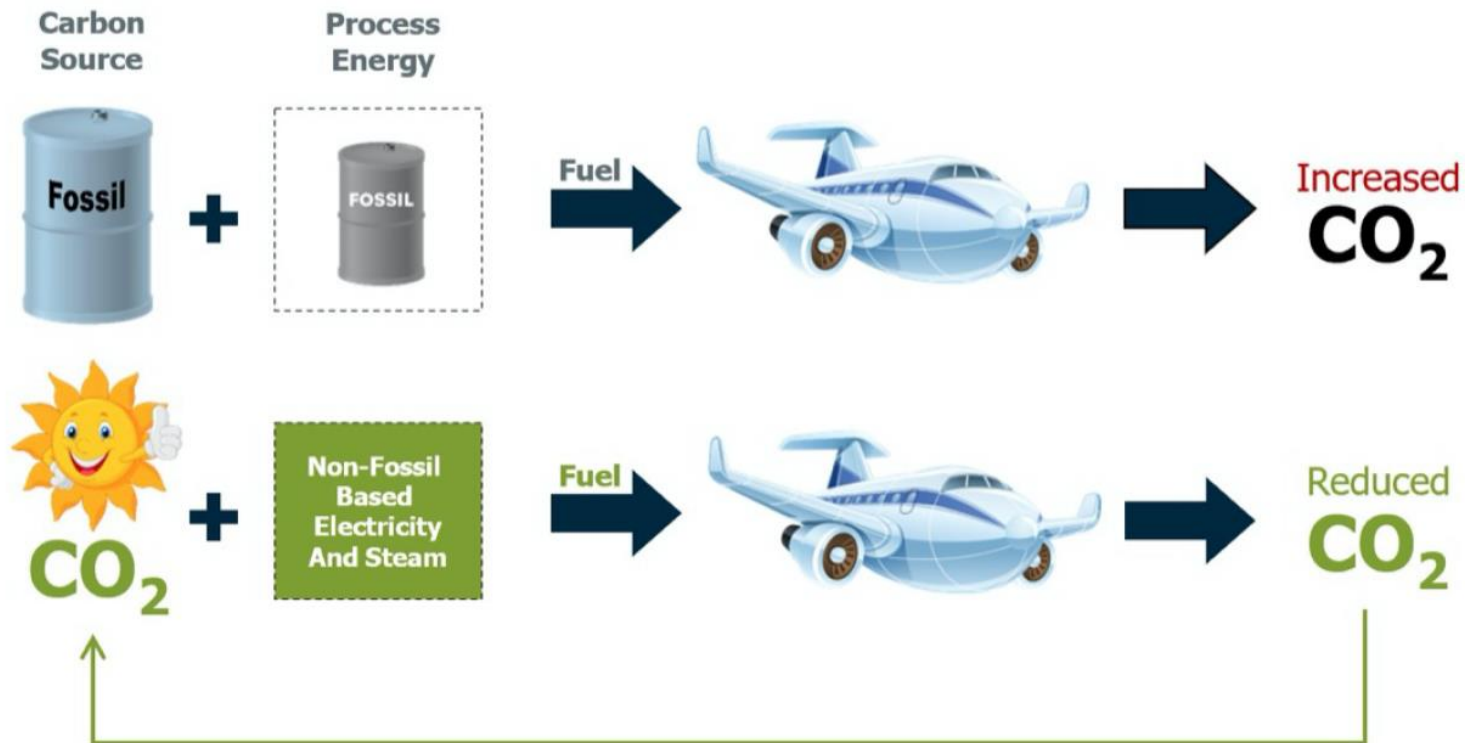 Carbon
Source
Process
Energy
Fossil
FOSSIL
Fuel
Increased
CO₂
CO₂
Non-Fossil
Based
Electricity
And Steam
Fuel
Reduced
CO₂